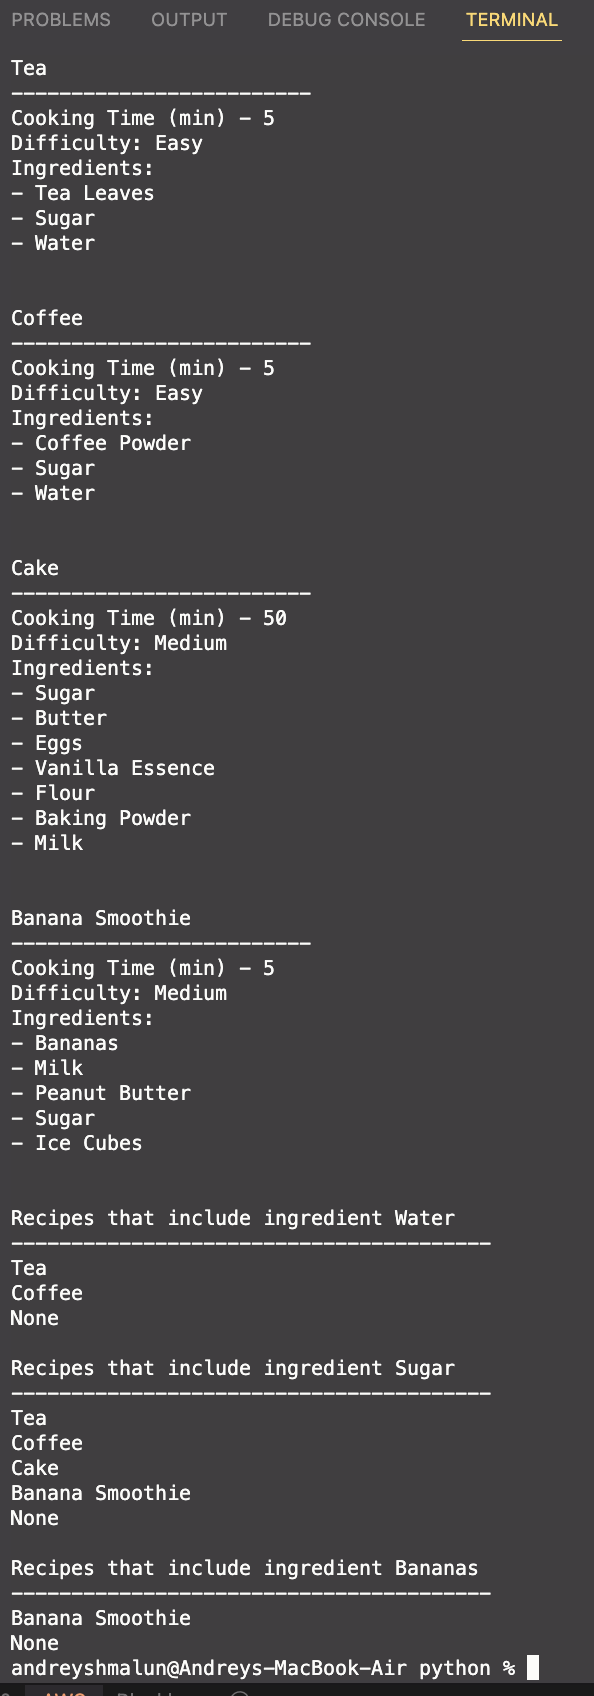 PROBLEMS OUTPUT DEBUG CONSOLE TERMINAL
Tea
-------------------------
Cooking Time (min) - 5
Difficulty: Easy
Ingredients:
- Tea Leaves
- Sugar
- Water
Coffee
-------------------------
Cooking Time (min) - 5
Difficulty: Easy
Ingredients:
- Coffee Powder
- Sugar
- Water
Cake
-------------------------
Cooking Time (min) - 50
Difficulty: Medium
Ingredients:
- Sugar
- Butter
- Eggs
- Vanilla Essence
- Flour
- Baking Powder
- Milk
Banana Smoothie
-------------------------
Cooking Time (min) - 5
Difficulty: Medium
Ingredients:
- Bananas
- Milk
- Peanut Butter
- Sugar
- Ice Cubes
Recipes that include ingredient Water
----------------------------------------
Tea
Coffee
None
Recipes that include ingredient Sugar
----------------------------------------
Tea
Coffee
Cake
Banana Smoothie
None
Recipes that include ingredient Bananas
----------------------------------------
Banana Smoothie
None
andreyshmalun@Andreys-MacBook-Air python %